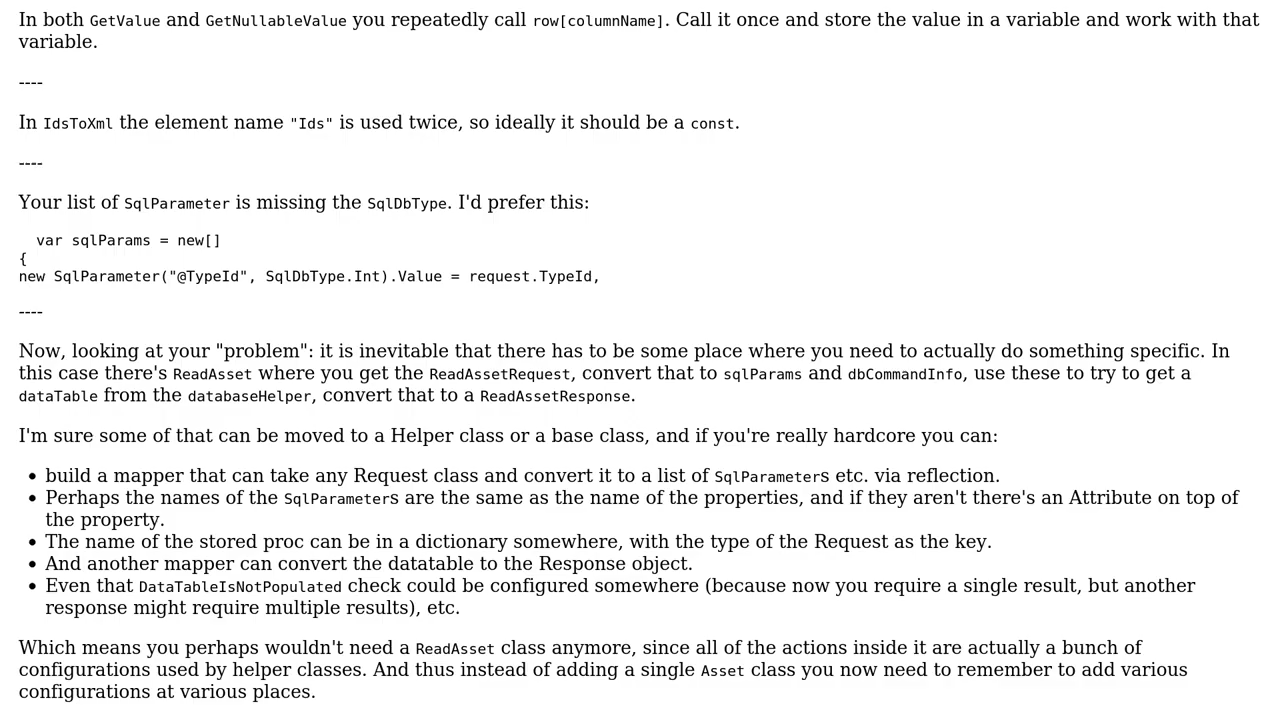 In both GetValue and GetNullableValue you repeatedly call row[columnName]. Call it once and store the value in a variable and work with that
variable.
----
In IdsToXml the element name "Ids" is used twice, so ideally it should be a const.
----
Your list of SqlParameter is missing the SqlDbType. I'd prefer this:
var sqlParams = new[]
{
new SqlParameter("@TypeId", SqlDbType.Int).Value = request.TypeId,
----
Now, looking at your "problem": it is inevitable that there has to be some place where you need to actually do something specific. In
this case there's ReadAsset where you get the ReadAssetRequest, convert that to sqlParams and dbCommandInfo, use these to try to get a
dataTable from the databaseHelper, convert that to a ReadAssetResponse.
I'm sure some of that can be moved to a Helper class or a base class, and if you're really hardcore you can:
• build a mapper that can take any Request class and convert it to a list of SqlParameters etc. via reflection.
• Perhaps the names of the SqlParameters are the same as the name of the properties, and if they aren't there's an Attribute on top of
the property.
• The name of the stored proc can be in a dictionary somewhere, with the type of the Request as the key.
• And another mapper can convert the datatable to the Response object.
• Even that DataTableIsNotPopulated check could be configured somewhere (because now you require a single result, but another
response might require multiple results), etc.
Which means you perhaps wouldn't need a ReadAsset class anymore, since all of the actions inside it are actually a bunch of
configurations used by helper classes. And thus instead of adding a single Asset class you now need to remember to add various
configurations at various places.